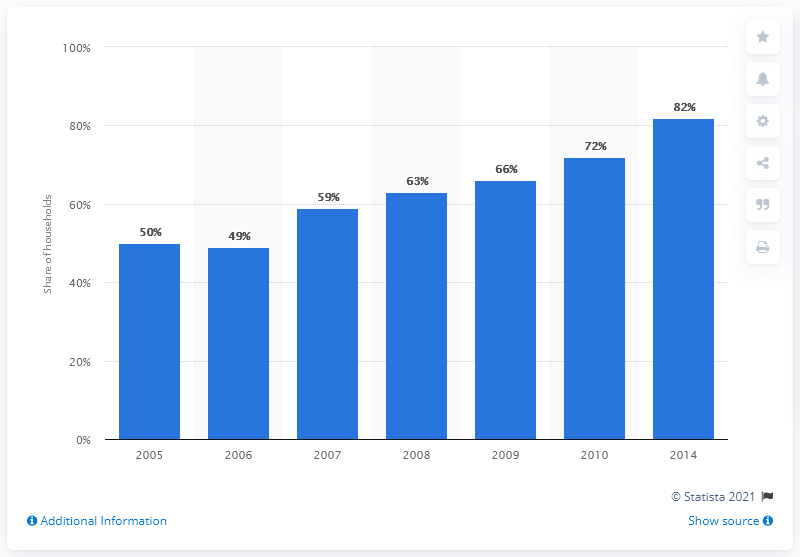 100%
80%
60%
40%
20%
0%
Share of households
50%
49%
59%
63%
66%
72%
82%
2005 2006 2007 2008 2009 2010 2014
© Statista 2021
Additional Information
Show source